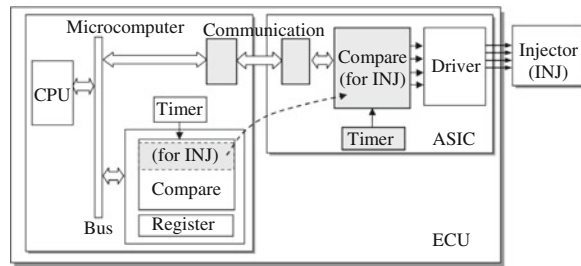 Microcomputer
Communication
CPU
Timer
(for INJ)
Compare
Register
Bus
Compare
(for INJ)
Timer
Driver
ASIC
ECU
Injector
(INJ)